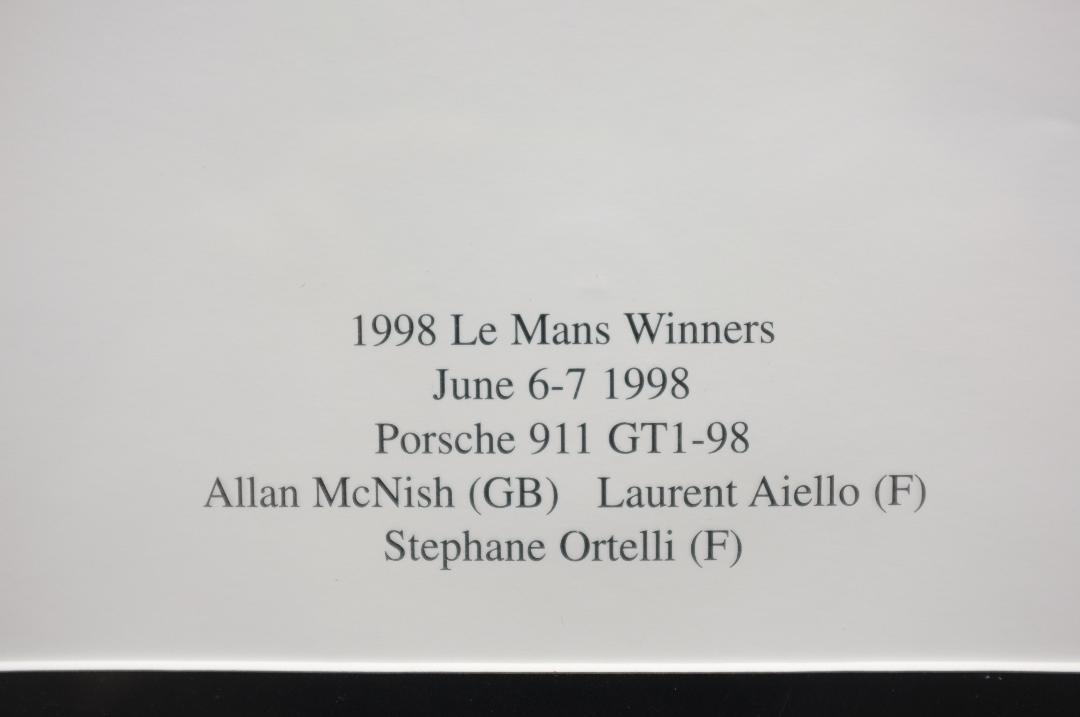 1998 Le Mans Winners
June 6-7 1998
Porsche 911 GT1-98
Allan McNish (GB) Laurent Aiello (F)
Stephane Ortelli (F)